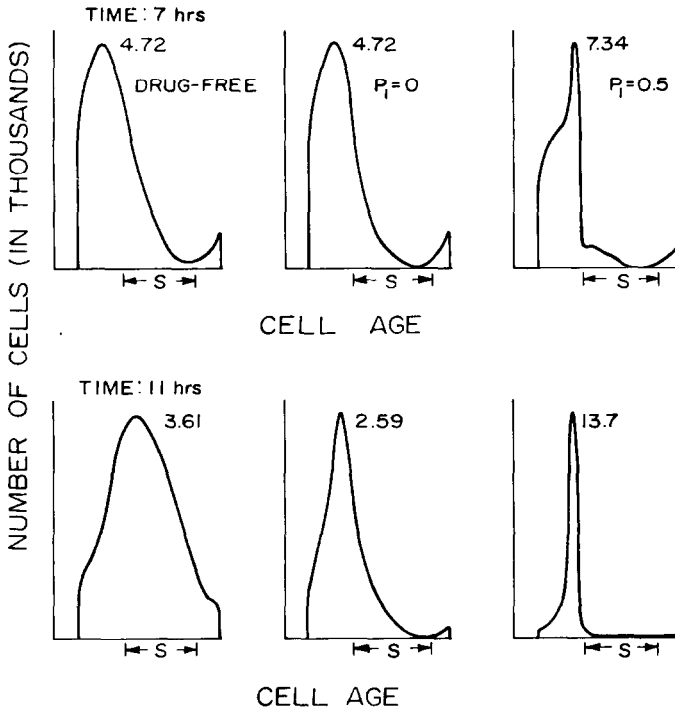 NUMBER OF CELLS (IN THOUSANDS)
TIME: 7 hrs
4.72
DRUG-FREE
S
4.72
P₁=0
S
7.34
P₁=0.5
S
CELL AGE
TIME: 11 hrs
3.61
S
2.59
S
13.7
S
CELL AGE